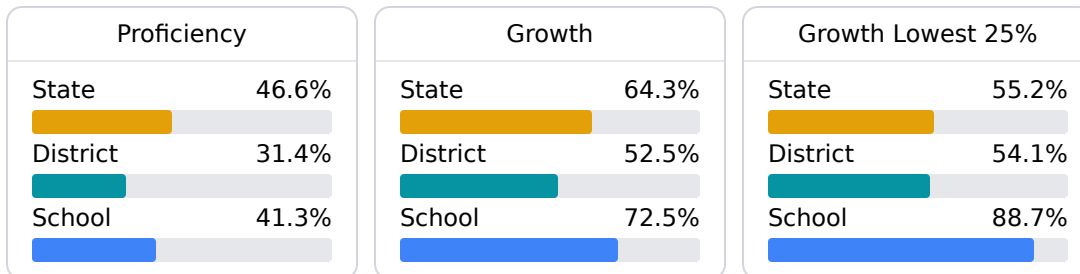 Proficiency
State 46.6%
District 31.4%
School 41.3%
Growth
State 64.3%
District 52.5%
School 72.5%
Growth Lowest 25%
State 55.2%
District 54.1%
School 88.7%